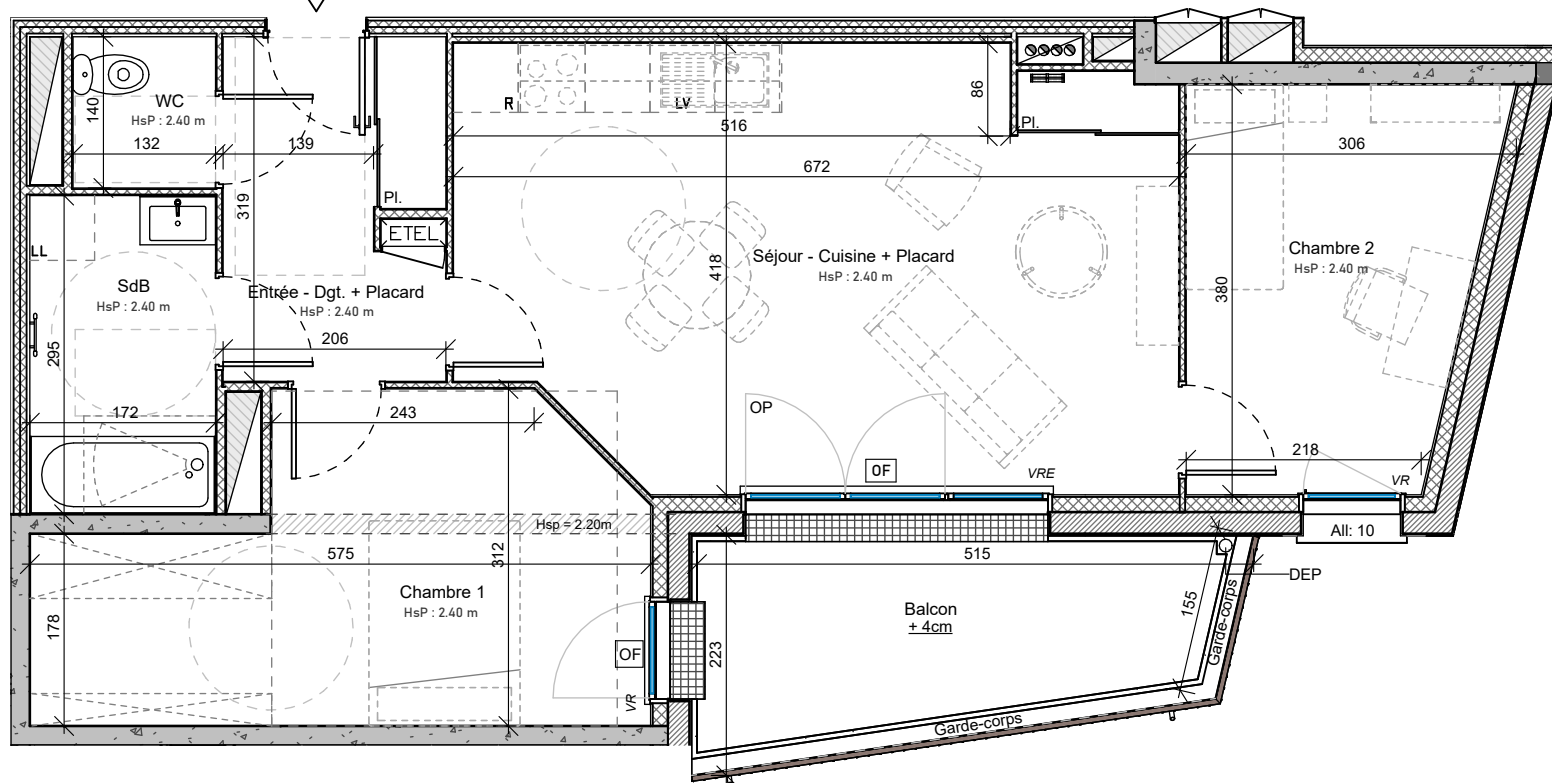 WC
HsP : 2.40 m
140
132
139
319
Pl.
ETEL
R
LV
516
86
Pl.
672
306
LL
SdB
HsP : 2.40 m
295
172
Entrée - Dgt. + Placard
HsP : 2.40 m
206
243
418
Séjour - Cuisine + Placard
HsP : 2.40 m
OP
OF
VRE
380
Chambre 2
HsP : 2.40 m
218
VR
All: 10
Hsp = 2.20m
575
312
178
Chambre 1
HsP : 2.40 m
OF
VR
515
DEP
155
223
Balcon
+ 4cm
Garde-corps
Garde-corps